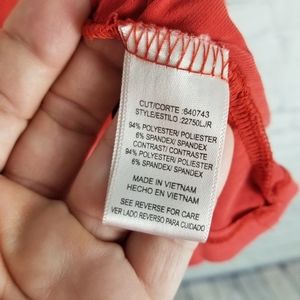 CUT/CORTE :640743
STYLE/ESTILO :22750L/R
94% POLYESTER/ POLIESTER
6% SPANDEX/ SPANDEX
CONTRAST/ CONTRASTE
94% POLYESTER/ POLIESTER
6% SPANDEX/ SPANDEX
MADE IN VIETNAM
HECHO EN VIETNAM
SEE REVERSE FOR CARE
VER LADO REVERSO PARA CUIDADO